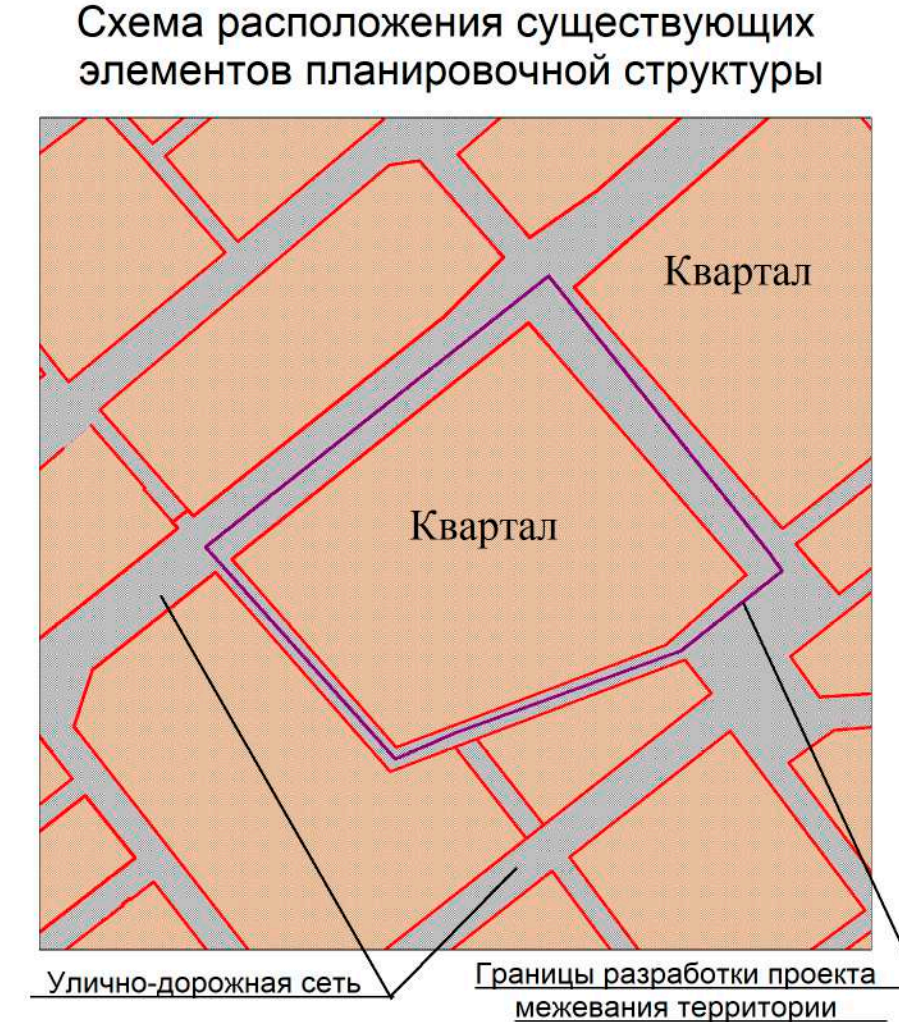 Схема расположения существующих
элементов планировочной структуры
Квартал
Квартал
Улично-дорожная сеть
Границы разработки проекта
межевания территории